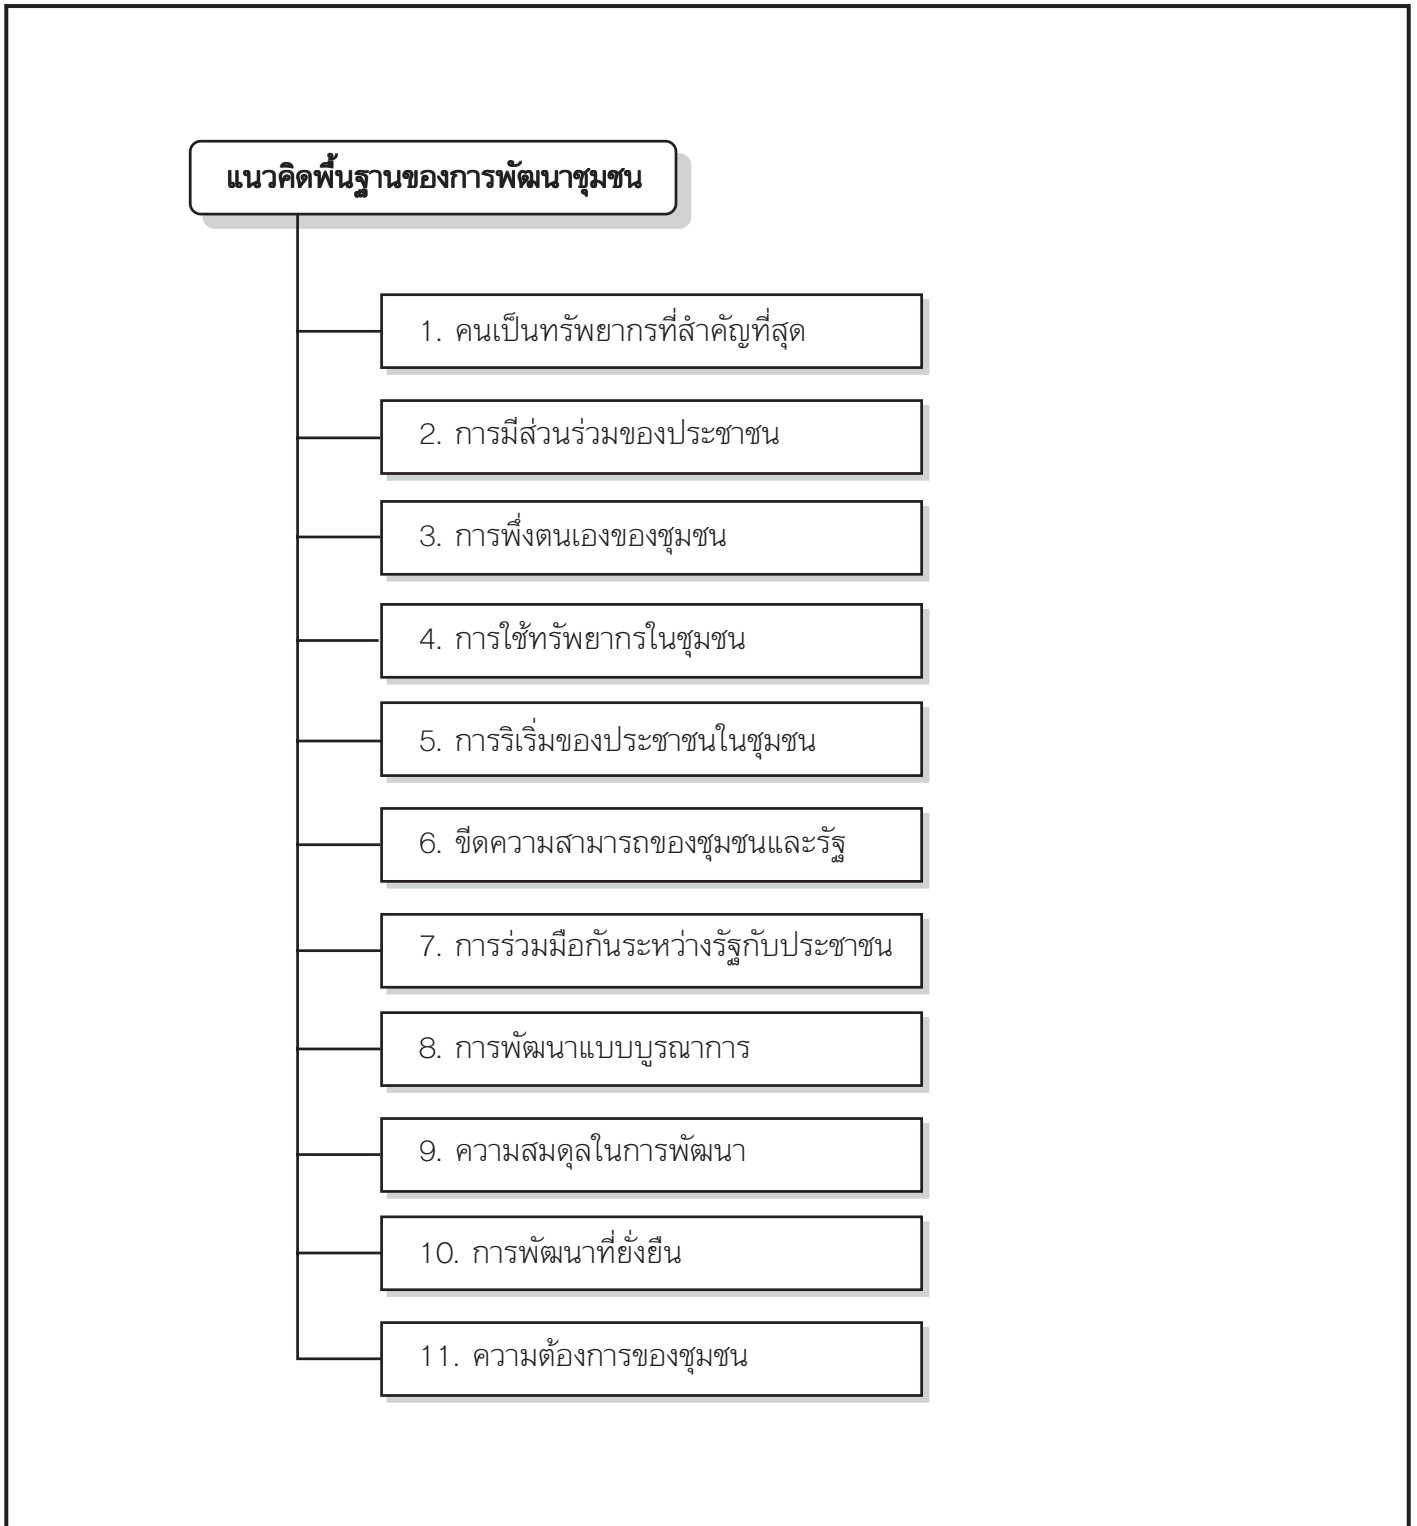 แนวคิดพื้นฐานของการพัฒนาชุมชน
1. คนเป็นทรัพยากรที่สำคัญที่สุด
2. การมีส่วนร่วมของประชาชน
3. การพึ่งตนเองของชุมชน
4. การใช้ทรัพยากรในชุมชน
5. การริเริ่มของประชาชนในชุมชน
6. ขีดความสามารถของชุมชนและรัฐ
7. การร่วมมือกันระหว่างรัฐกับประชาชน
8. การพัฒนาแบบบูรณาการ
9. ความสมดุลในการพัฒนา
10. การพัฒนาที่ยั่งยืน
11. ความต้องการของชุมชน